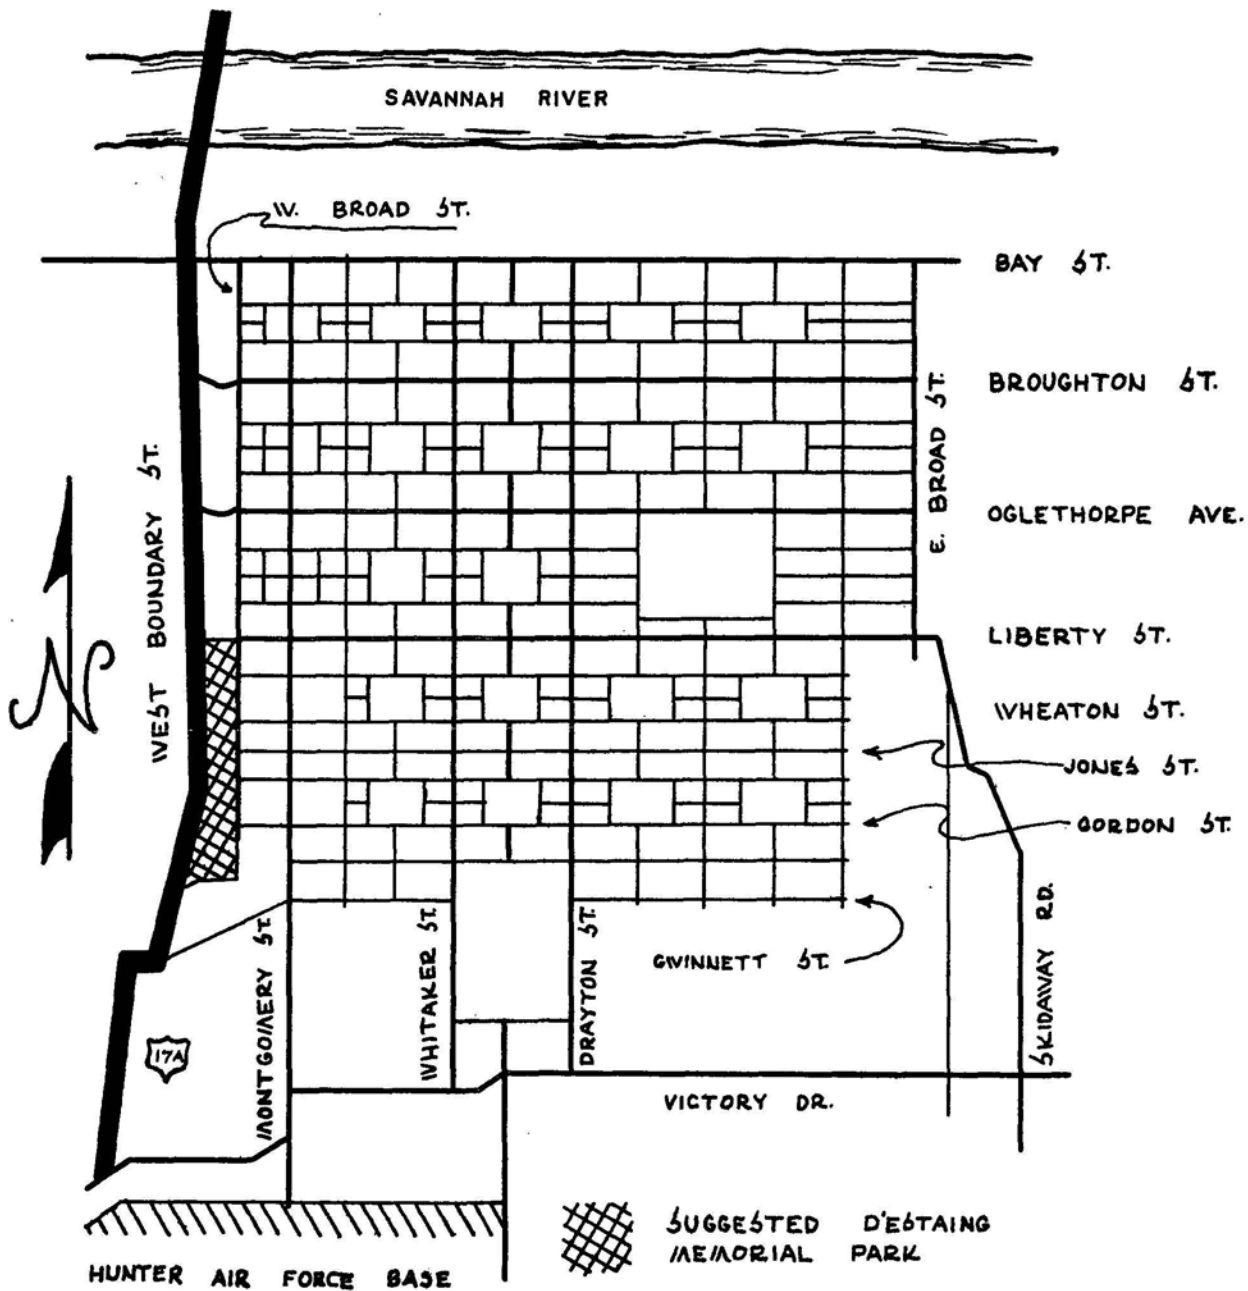 SAVANNAH RIVER
W. BROAD ST.
BAY ST.
BROUGHTON ST.
E. BROAD ST.
OGLETHORPE AVE.
WEST BOUNDARY ST.
LIBERTY ST.
N
WHEATON ST.
JONES ST.
GORDON ST.
MONTGOMERY ST.
WHITAKER ST.
DRAYTON ST.
GWINNETT ST.
SKIDAWAY RD.
17A
VICTORY DR.
SUGGESTED D'ESTAING
MEMORIAL PARK
HUNTER AIR FORCE BASE